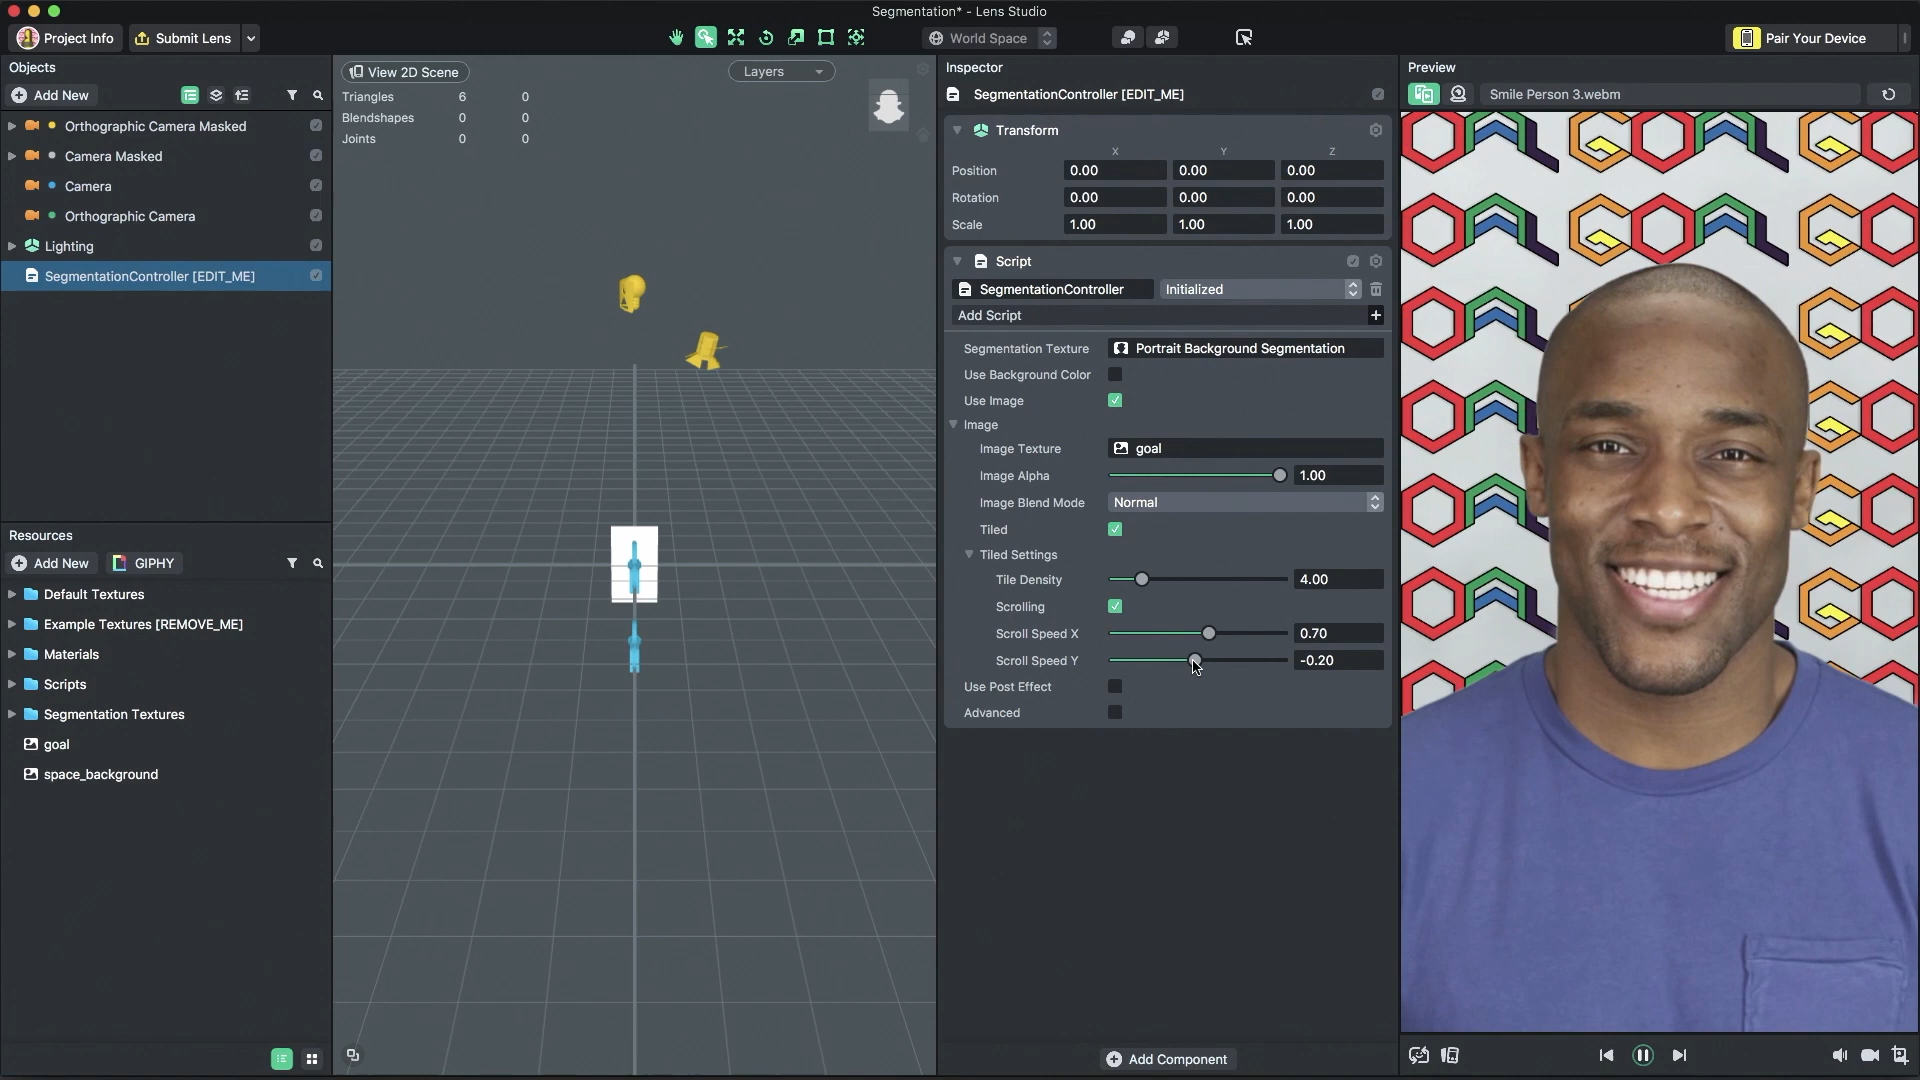 Segmentation* - Lens Studio
Project Info
Submit Lens
World Space
Pair Your Device
Objects
Add New
Orthographic Camera Masked
Camera Masked
Camera
Orthographic Camera
Lighting
SegmentationController [EDIT_ME]
Resources
Add New
GIPHY
Default Textures
Example Textures [REMOVE_ME]
Materials
Scripts
Segmentation Textures
goal
space_background
View 2D Scene
Layers
Triangles 6 0
Blendshapes 0 0
Joints 0 0
Inspector
SegmentationController [EDIT_ME]
Transform
X Y Z
Position 0.00 0.00 0.00
Rotation 0.00 0.00 0.00
Scale 1.00 1.00 1.00
Script
SegmentationController Initialized
Add Script
Segmentation Texture Portrait Background Segmentation
Use Background Color
Use Image
Image
Image Texture goal
Image Alpha 1.00
Image Blend Mode Normal
Tiled
Tiled Settings
Tile Density 4.00
Scrolling
Scroll Speed X 0.70
Scroll Speed Y -0.20
Use Post Effect
Advanced
Add Component
Preview
Smile Person 3.webm
OAL GOAL GO
OAL GOAL GO